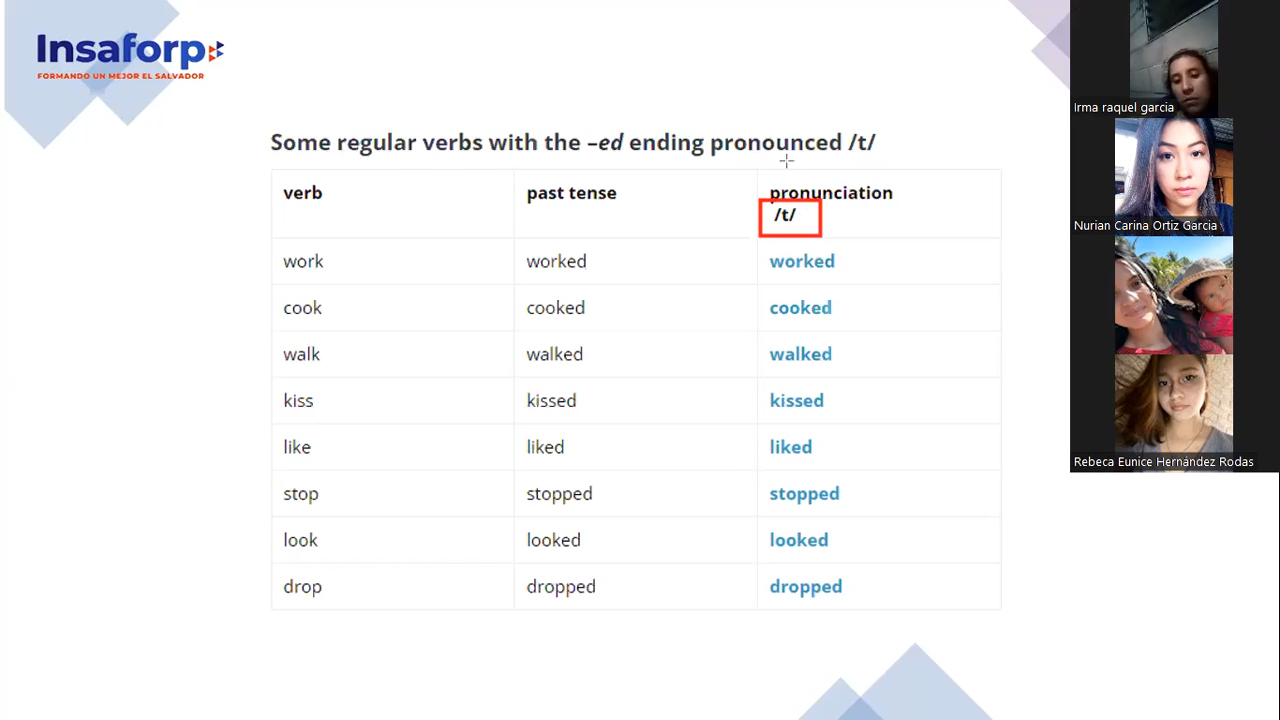 Insaforp
FORMANDO UN MEJOR EL SALVADOR
Some regular verbs with the –ed ending pronounced /t/
verb past tense pronunciation
/t/
work worked worked
cook cooked cooked
walk walked walked
kiss kissed kissed
like liked liked
stop stopped stopped
look looked looked
drop dropped dropped
Irma raquel garcia
Nurian Carina Ortiz Garcia
Rebeca Eunice Hernández Rodas